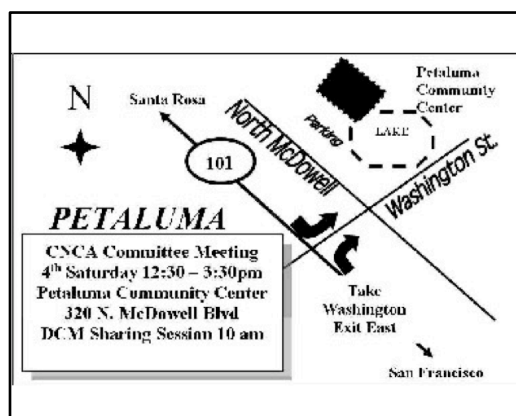 Petaluma
Community
Center
N
Santa Rosa
North McDowell
Parking
LAKE
Washington St.
101
PETALUMA
CNCA Committee Meeting
4th Saturday 12:30 – 3:30pm
Petaluma Community Center
320 N. McDowell Blvd
DCM Sharing Session 10 am
Take
Washington
Exit East
San Francisco